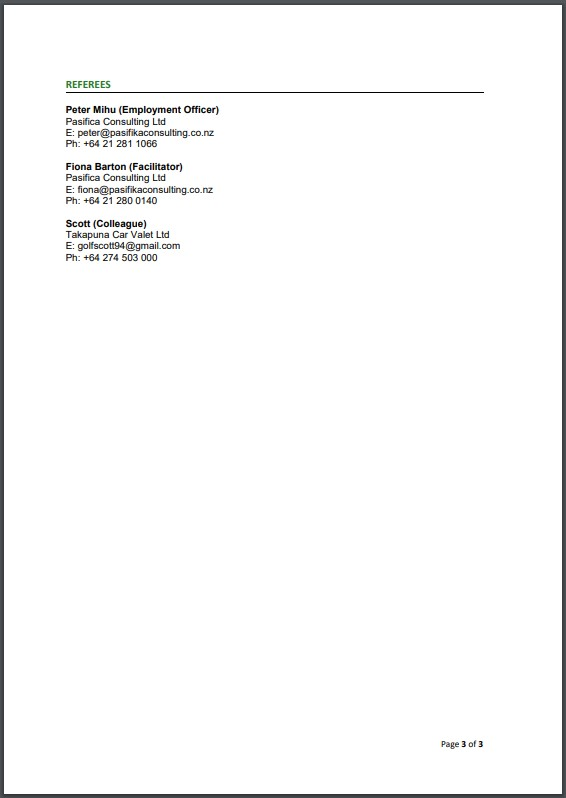 REFEREES
Peter Mihu (Employment Officer)
Pasifica Consulting Ltd
E: peter@pasifikaconsulting.co.nz
Ph: +64 21 281 1066
Fiona Barton (Facilitator)
Pasifica Consulting Ltd
E: fiona@pasifikaconsulting.co.nz
Ph: +64 21 280 0140
Scott (Colleague)
Takapuna Car Valet Ltd
E: golfscott94@gmail.com
Ph: +64 274 503 000
Page 3 of 3